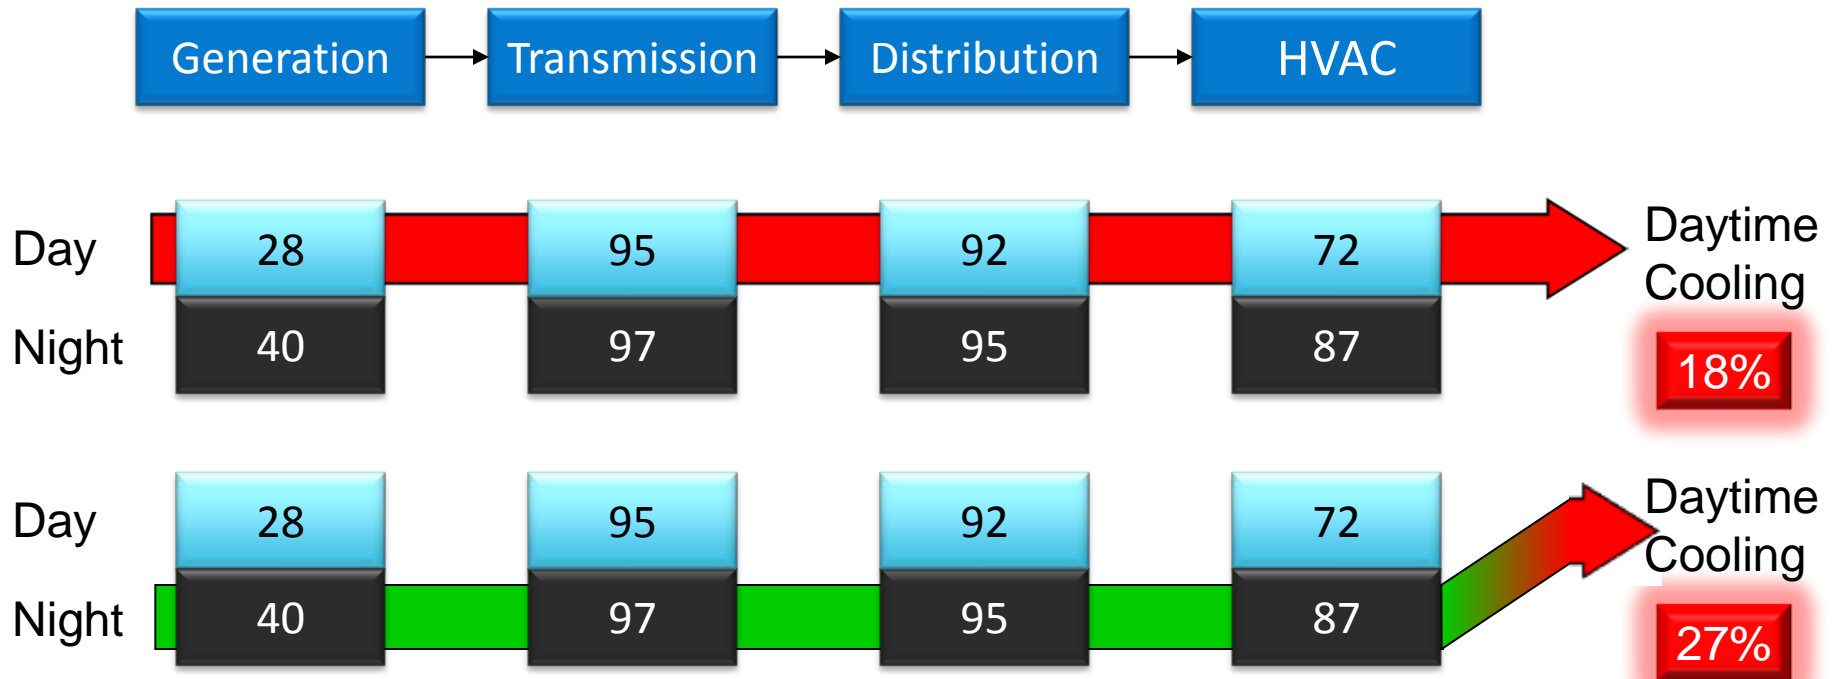 Generation Transmission Distribution HVAC
Day 28 95 92 72
Night 40 97 95 87
Daytime
Cooling
18%
Day 28 95 92 72
Night 40 97 95 87
Daytime
Cooling
27%